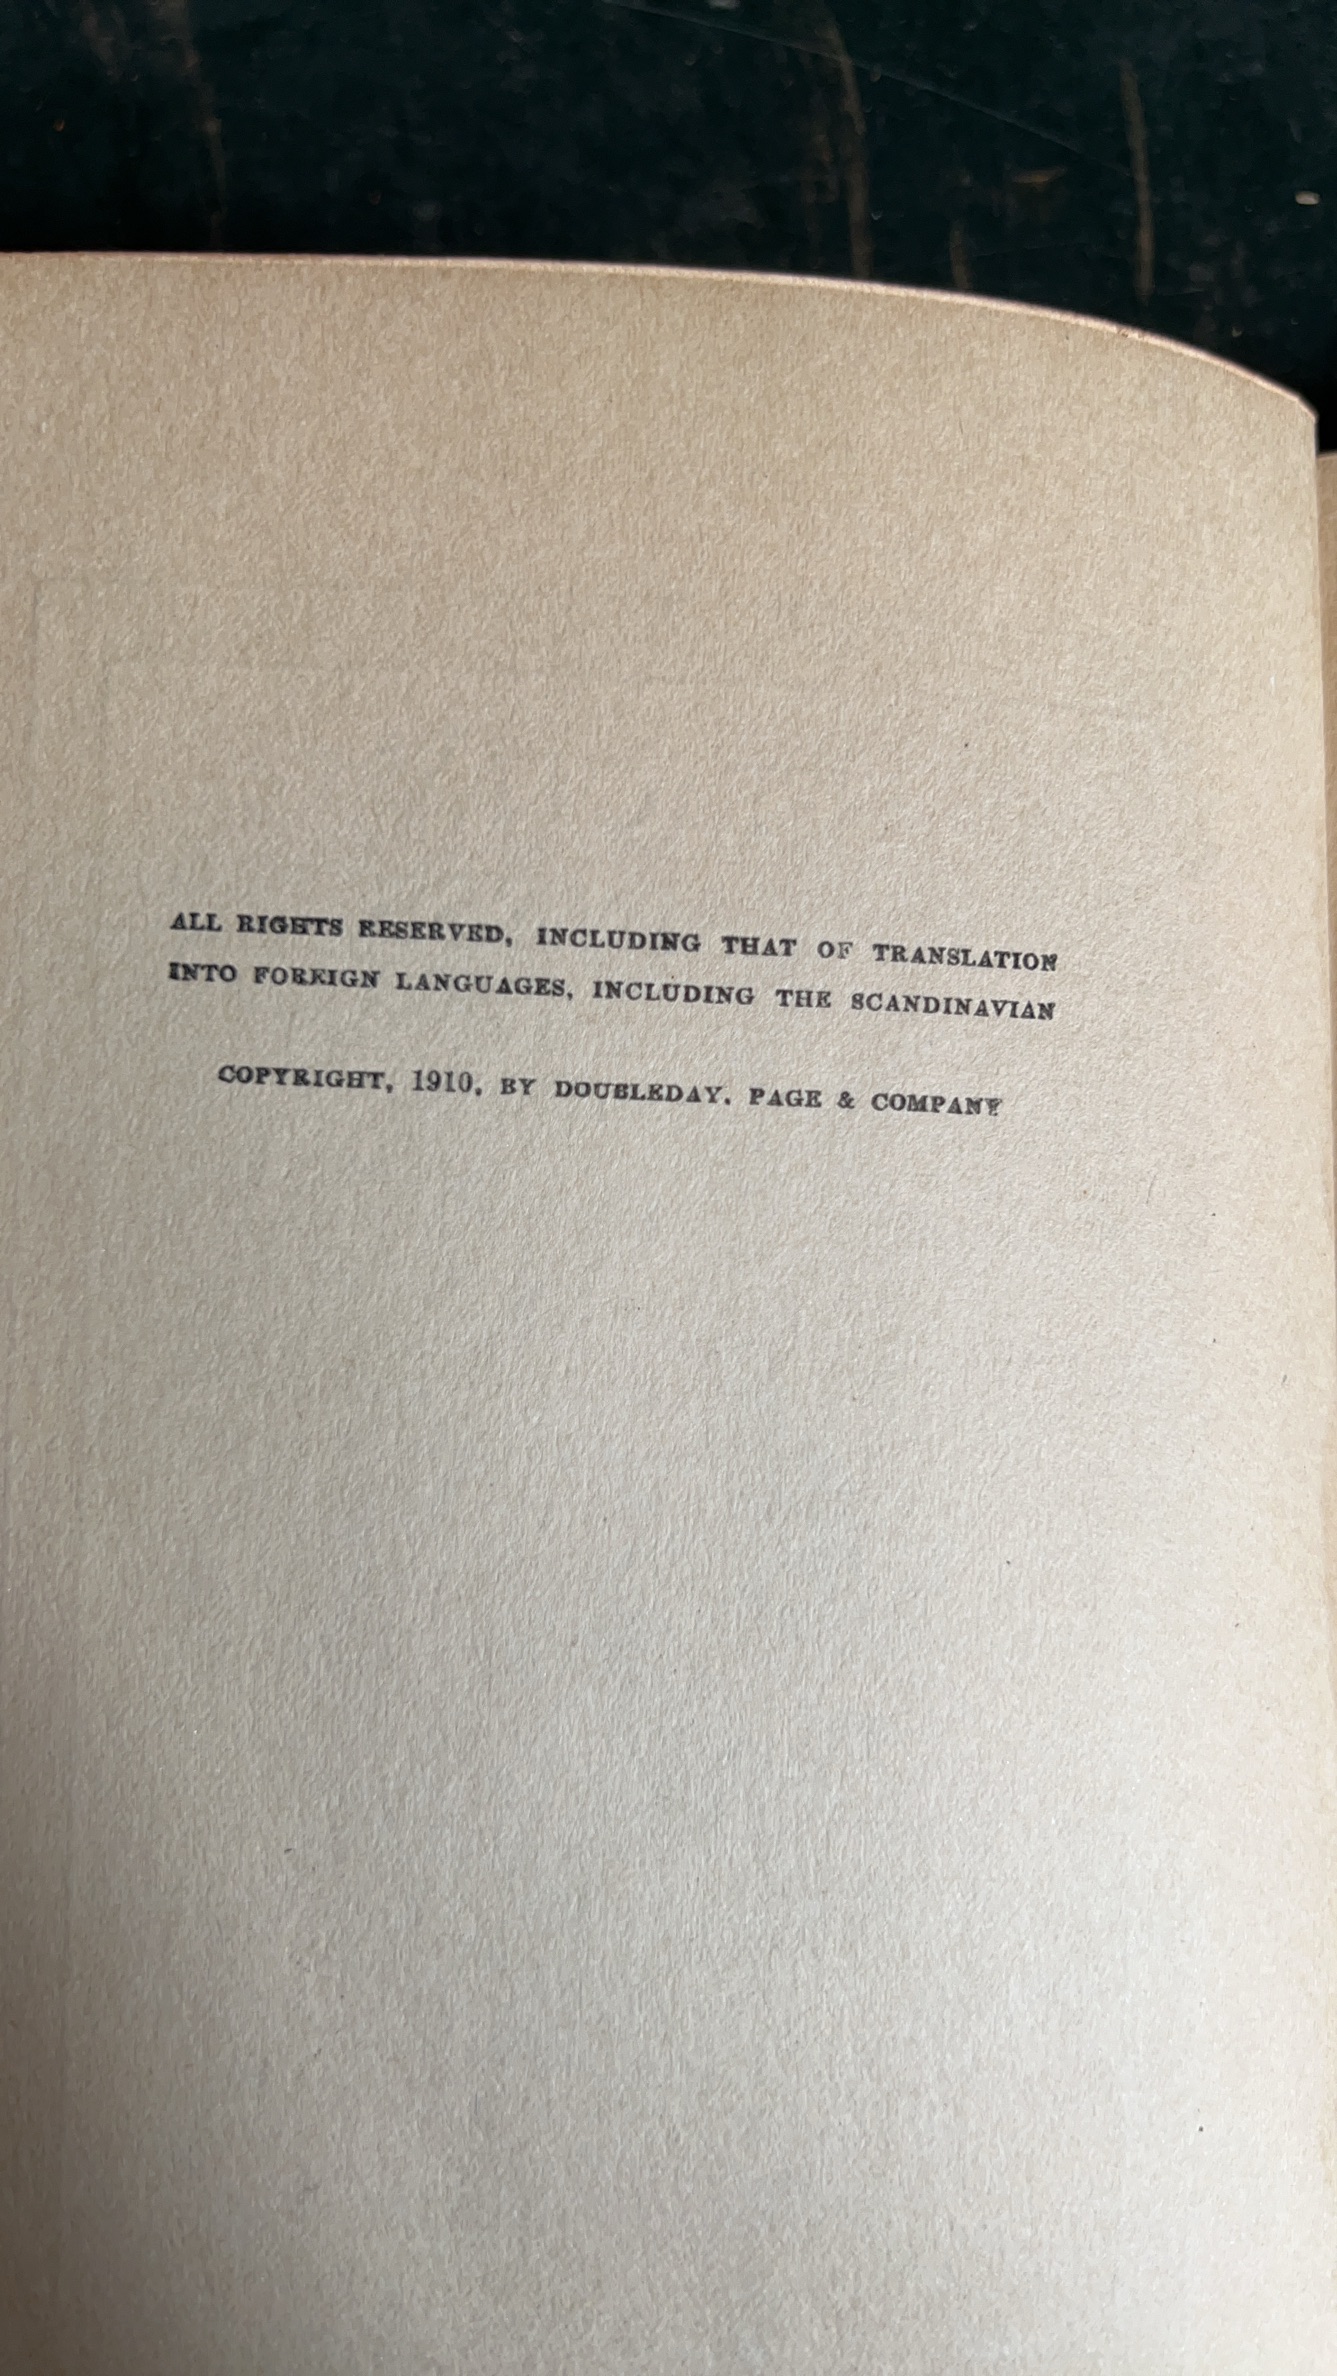 ALL RIGHTS RESERVED, INCLUDING THAT OF TRANSLATION
INTO FOREIGN LANGUAGES, INCLUDING THE SCANDINAVIAN
COPYRIGHT, 1910, BY DOUBLEDAY, PAGE & COMPANY